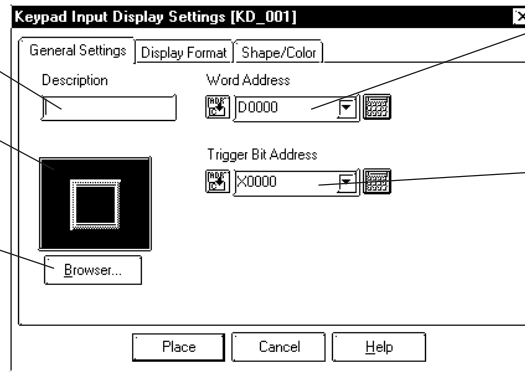 Keypad Input Display Settings [KD_001]
General Settings Display Format Shape/Color
Description Word Address
D0000
Trigger Bit Address
X0000
Browser...
Place Cancel Help